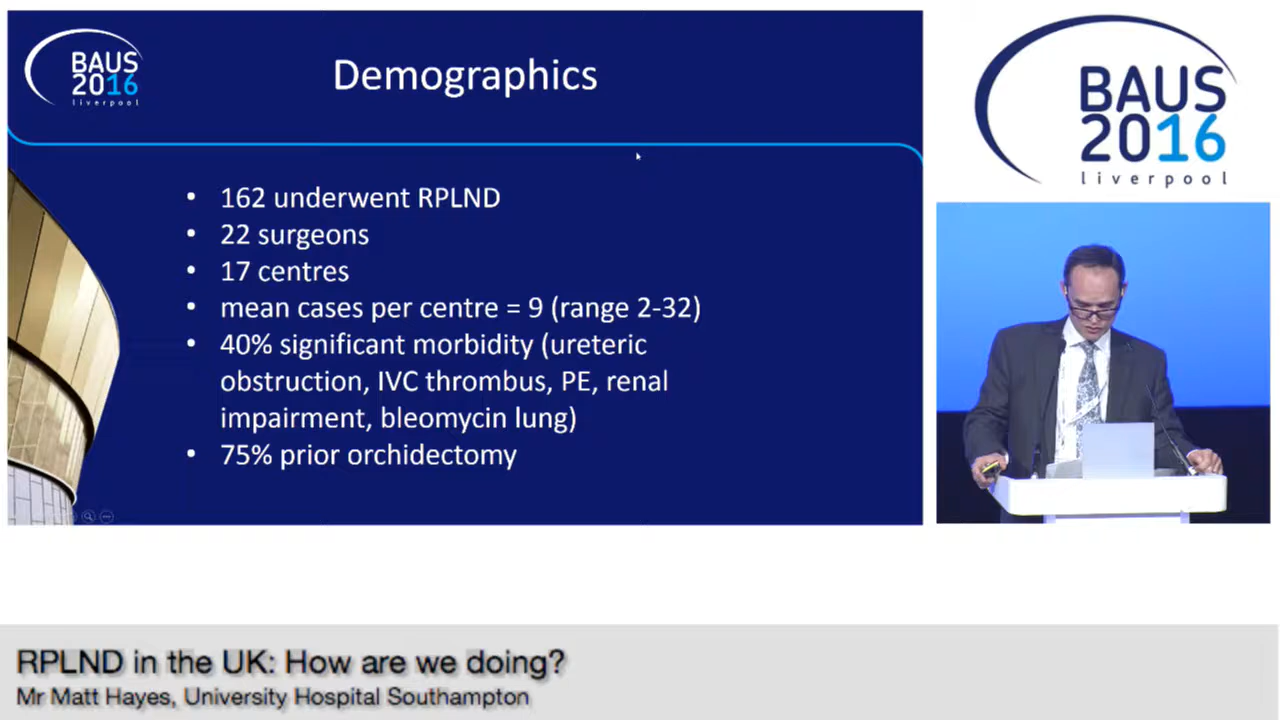 BAUS
2016
liverpool
Demographics
• 162 underwent RPLND
• 22 surgeons
• 17 centres
• mean cases per centre = 9 (range 2-32)
• 40% significant morbidity (ureteric
obstruction, IVC thrombus, PE, renal
impairment, bleomycin lung)
• 75% prior orchidectomy
BAUS
2016
liverpool
RPLND in the UK: How are we doing?
Mr Matt Hayes, University Hospital Southampton